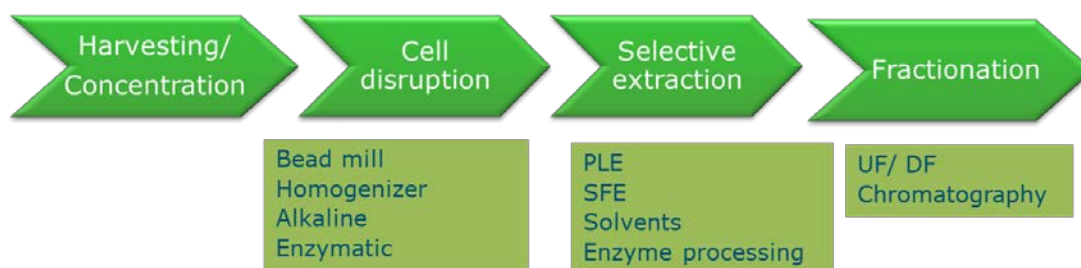 Harvesting/
Concentration
Cell
disruption
Selective
extraction
Fractionation
Bead mill
Homogenizer
Alkaline
Enzymatic
PLE
SFE
Solvents
Enzyme processing
UF/ DF
Chromatography